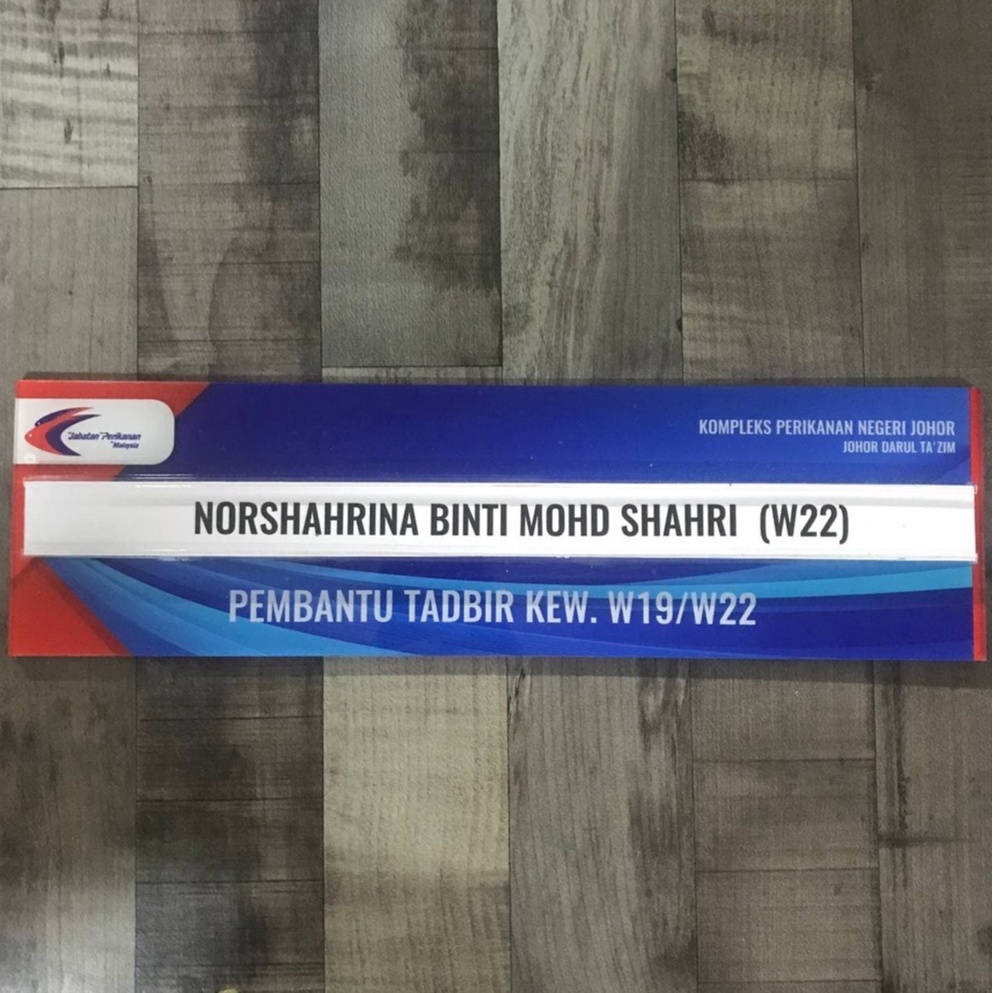 Jabatan Perikanan
Malaysia
KOMPLEKS PERIKANAN NEGERI JOHOR
JOHOR DARUL TA'ZIM
NORSHAHRINA BINTI MOHD SHAHRI (W22)
PEMBANTU TADBIR KEW. W19/W22